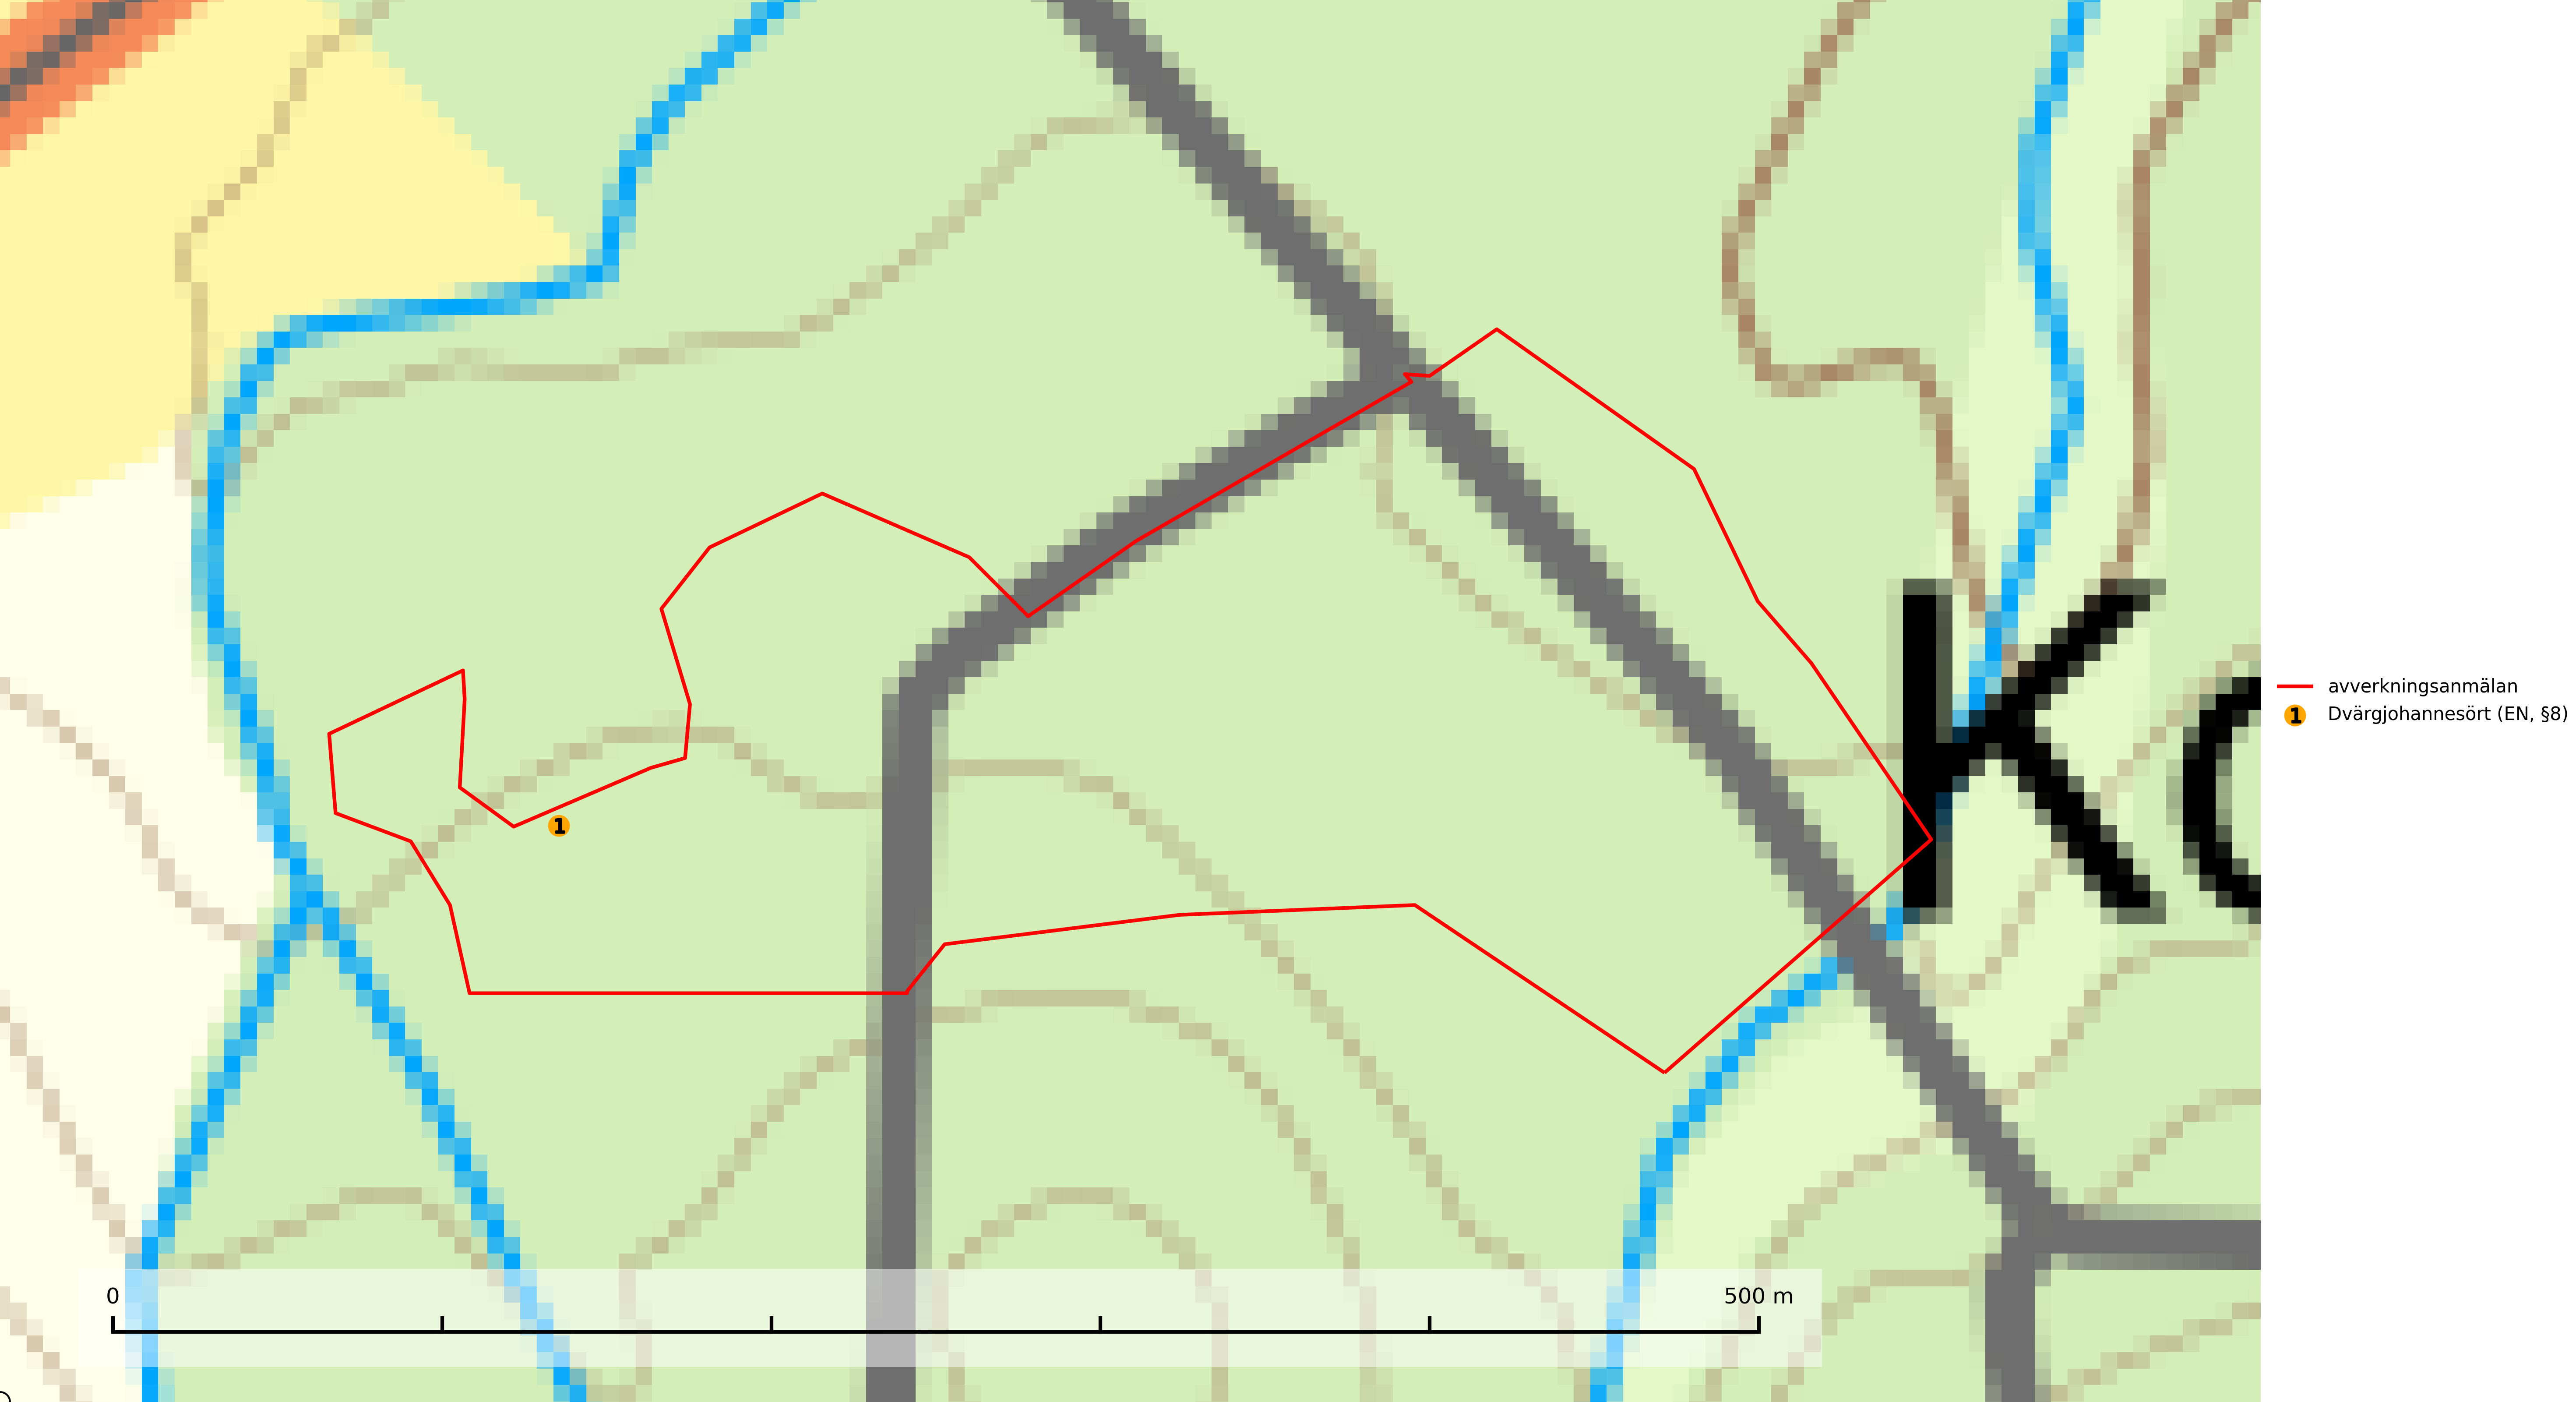 K
avverkningsanmälan
1 Dvärgjohannesört (EN, §8)
1
0 500 m